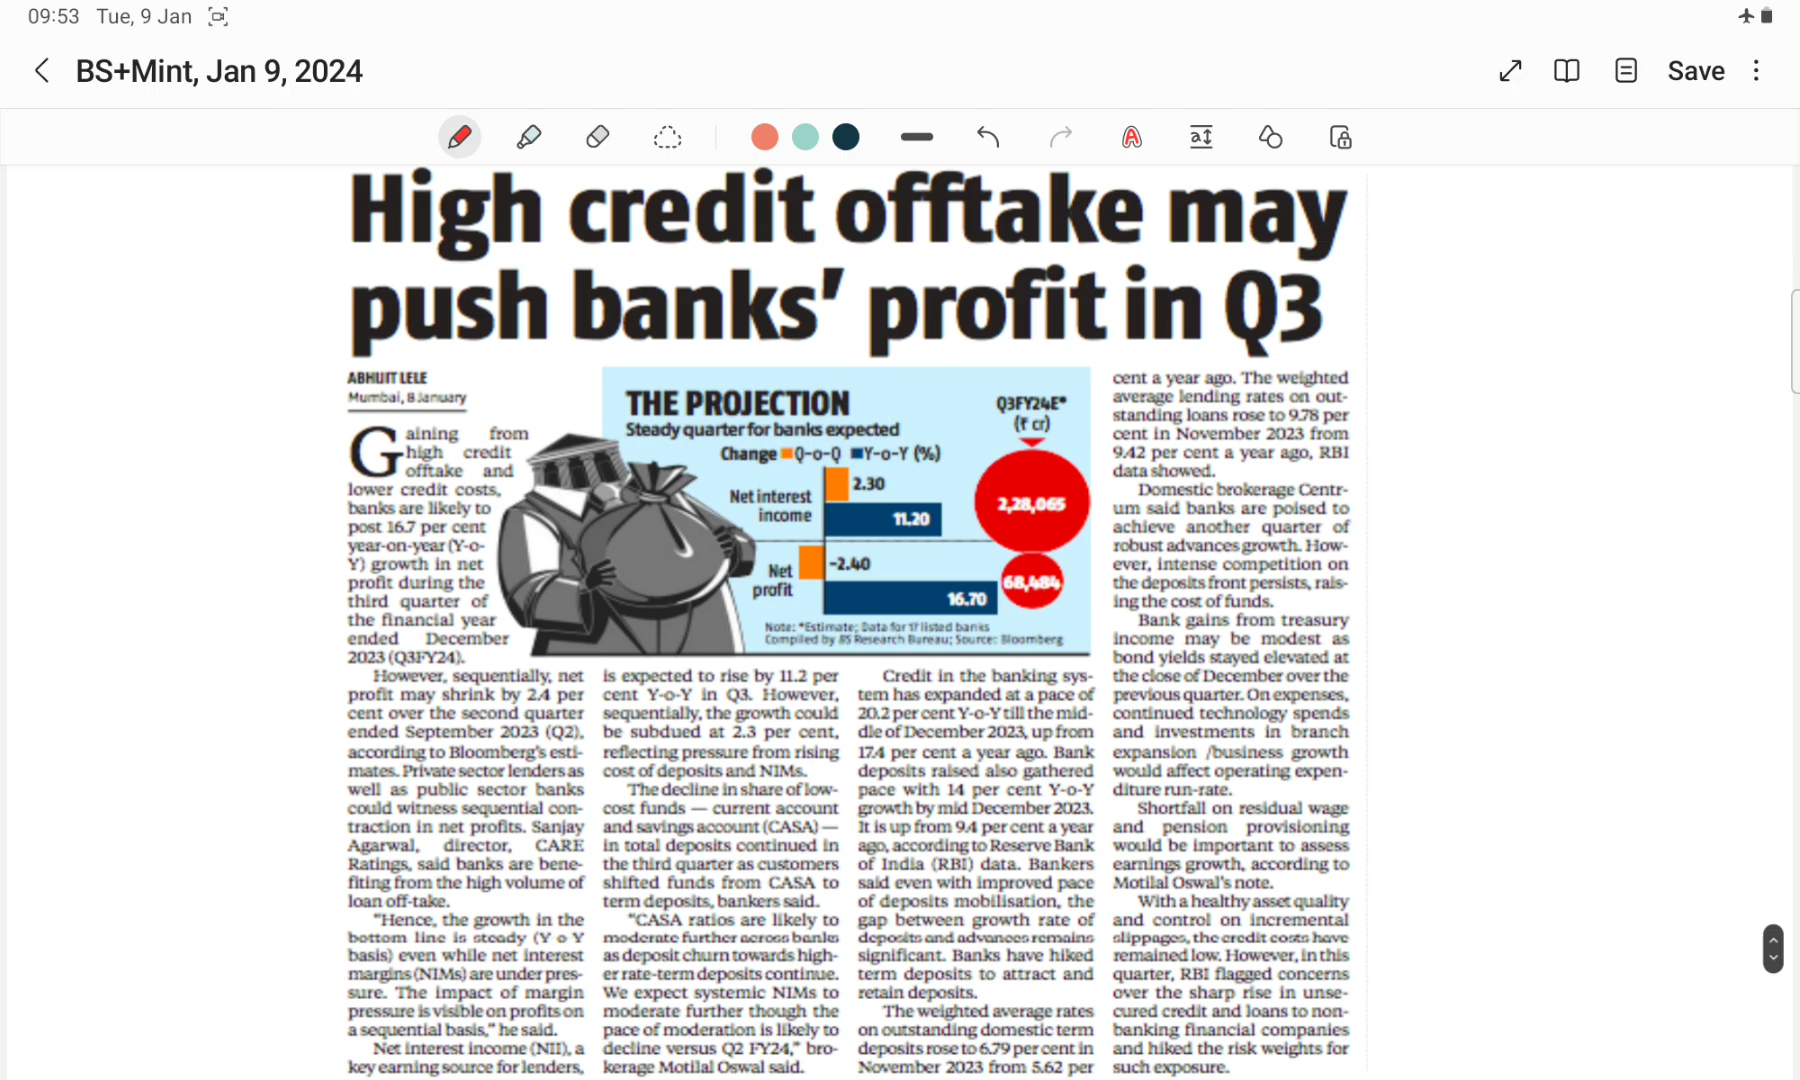 09:53 Tue, 9 Jan
BS+Mint, Jan 9, 2024
Save
High credit offtake may
push banks' profit in Q3
ABHIJIT LELE
Mumbai, 8 January
Gaining from
high credit
offtake and
lower credit costs,
banks are likely to
post 16.7 per cent
year-on-year (Y-o-
Y) growth in net
profit during the
third quarter of
the financial year
ended December
2023 (Q3FY24).
However, sequentially, net
profit may shrink by 2.4 per
cent over the second quarter
ended September 2023 (Q2),
according to Bloomberg's esti-
mates. Private sector lenders as
well as public sector banks
could witness sequential con-
traction in net profits. Sanjay
Agarwal, director, CARE
Ratings, said banks are bene-
fiting from the high volume of
loan off-take.
"Hence, the growth in the
bottom line is steady (Y o Y
basis) even while net interest
margins (NIMs) are under pres-
sure. The impact of margin
pressure is visible on profits on
a sequential basis," he said.
Net interest income (NII), a
key earning source for lenders,
THE PROJECTION
Steady quarter for banks expected
Change Q-o-Q Y-o-Y (%)
Q3FY24E*
(₹ cr)
Net interest
income
2.30
11.20
2,28,065
Net
profit
-2.40
16.70
68,484
Note: *Estimate; Data for 17 listed banks
Compiled by BS Research Bureau; Source: Bloomberg
is expected to rise by 11.2 per
cent Y-o-Y in Q3. However,
sequentially, the growth could
be subdued at 2.3 per cent,
reflecting pressure from rising
cost of deposits and NIMs.
The decline in share of low-
cost funds — current account
and savings account (CASA) —
in total deposits continued in
the third quarter as customers
shifted funds from CASA to
term deposits, bankers said.
"CASA ratios are likely to
moderate further across banks
as deposit churn towards high-
er rate-term deposits continue.
We expect systemic NIMs to
moderate further though the
pace of moderation is likely to
decline versus Q2 FY24," bro-
kerage Motilal Oswal said.
Credit in the banking sys-
tem has expanded at a pace of
20.2 per cent Y-o-Y till the mid-
dle of December 2023, up from
17.4 per cent a year ago. Bank
deposits raised also gathered
pace with 14 per cent Y-o-Y
growth by mid December 2023.
It is up from 9.4 per cent a year
ago, according to Reserve Bank
of India (RBI) data. Bankers
said even with improved pace
of deposits mobilisation, the
gap between growth rate of
deposits and advances remains
significant. Banks have hiked
term deposits to attract and
retain deposits.
The weighted average rates
on outstanding domestic term
deposits rose to 6.79 per cent in
November 2023 from 5.62 per
cent a year ago. The weighted
average lending rates on out-
standing loans rose to 9.78 per
cent in November 2023 from
9.42 per cent a year ago, RBI
data showed.
Domestic brokerage Centr-
um said banks are poised to
achieve another quarter of
robust advances growth. How-
ever, intense competition on
the deposits front persists, rais-
ing the cost of funds.
Bank gains from treasury
income may be modest as
bond yields stayed elevated at
the close of December over the
previous quarter. On expenses,
continued technology spends
and investments in branch
expansion /business growth
would affect operating expen-
diture run-rate.
Shortfall on residual wage
and pension provisioning
would be important to assess
earnings growth, according to
Motilal Oswal's note.
With a healthy asset quality
and control on incremental
slippages, the credit costs have
remained low. However, in this
quarter, RBI flagged concerns
over the sharp rise in unse-
cured credit and loans to non-
banking financial companies
and hiked the risk weights for
such exposure.